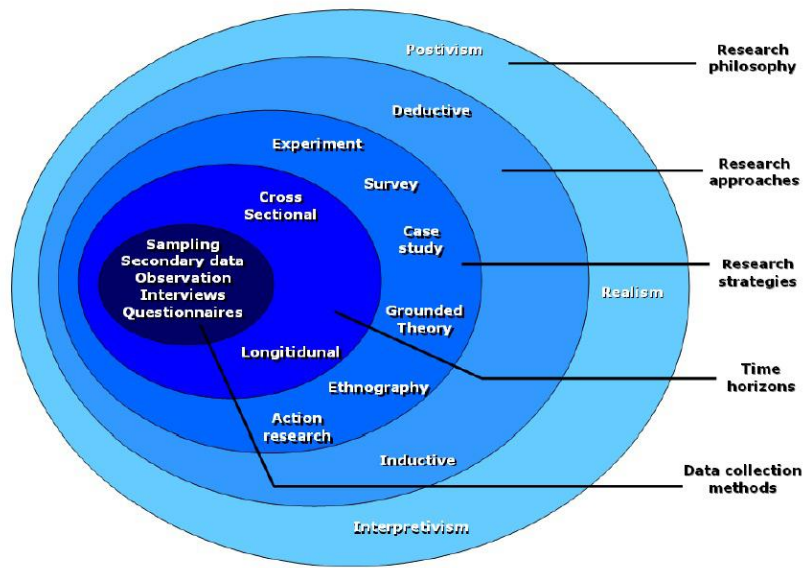 Postivism
Research
philosophy
Deductive
Experiment
Research
approaches
Survey
Cross
Sectional
Case
study
Sampling
Secondary data
Observation
Interviews
Questionnaires
Research
strategies
Realism
Grounded
Theory
Longitidunal
Time
horizons
Ethnography
Action
research
Inductive
Data collection
methods
Interpretivism